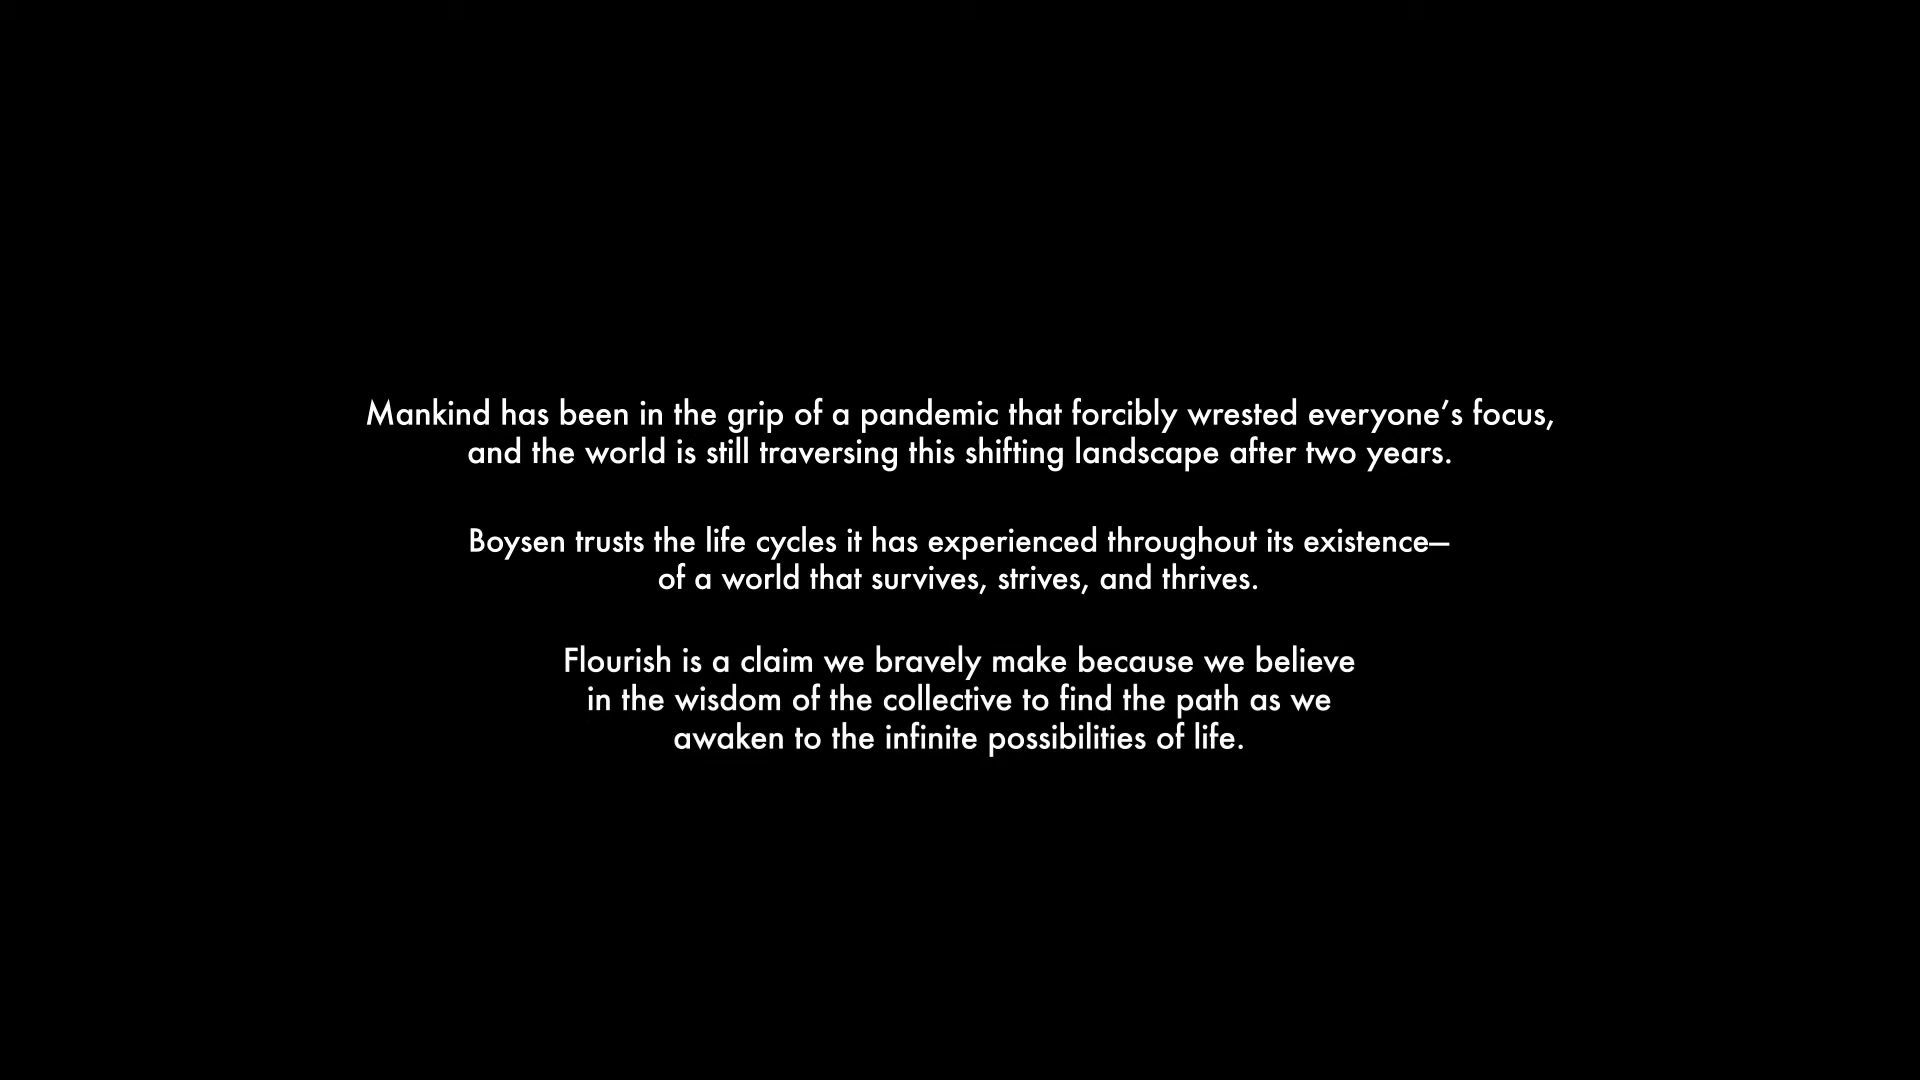 Mankind has been in the grip of a pandemic that forcibly wrested everyone’s focus,
and the world is still traversing this shifting landscape after two years.
Boysen trusts the life cycles it has experienced throughout its existence—
of a world that survives, strives, and thrives.
Flourish is a claim we bravely make because we believe
in the wisdom of the collective to find the path as we
awaken to the infinite possibilities of life.